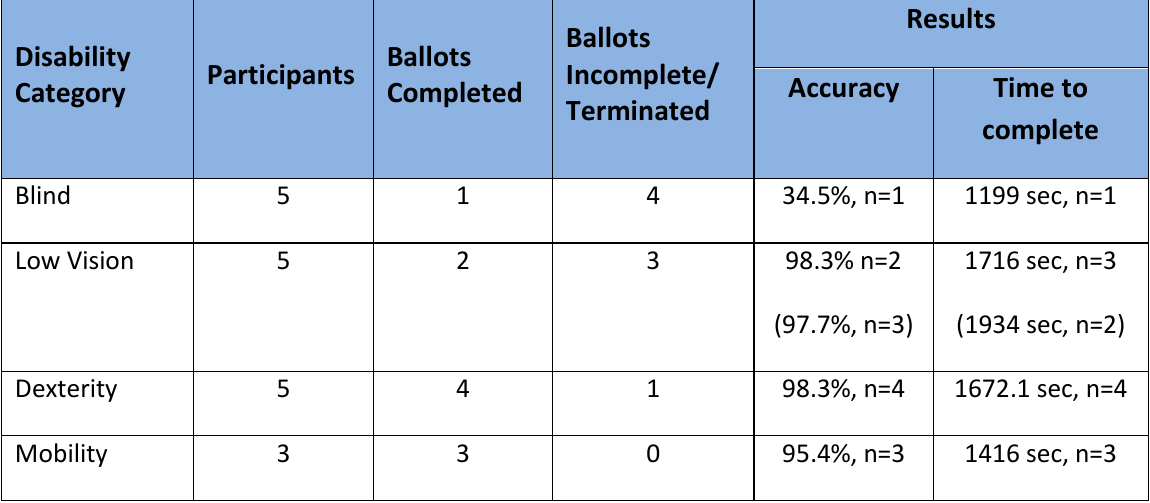 Disability Category
Participants
Ballots Completed
Ballots Incomplete/ Terminated
Results
Accuracy
Time to complete
Blind 5 1 4 34.5%, n=1 1199 sec, n=1
Low Vision 5 2 3 98.3% n=2 1716 sec, n=3
(97.7%, n=3) (1934 sec, n=2)
Dexterity 5 4 1 98.3%, n=4 1672.1 sec, n=4
Mobility 3 3 0 95.4%, n=3 1416 sec, n=3